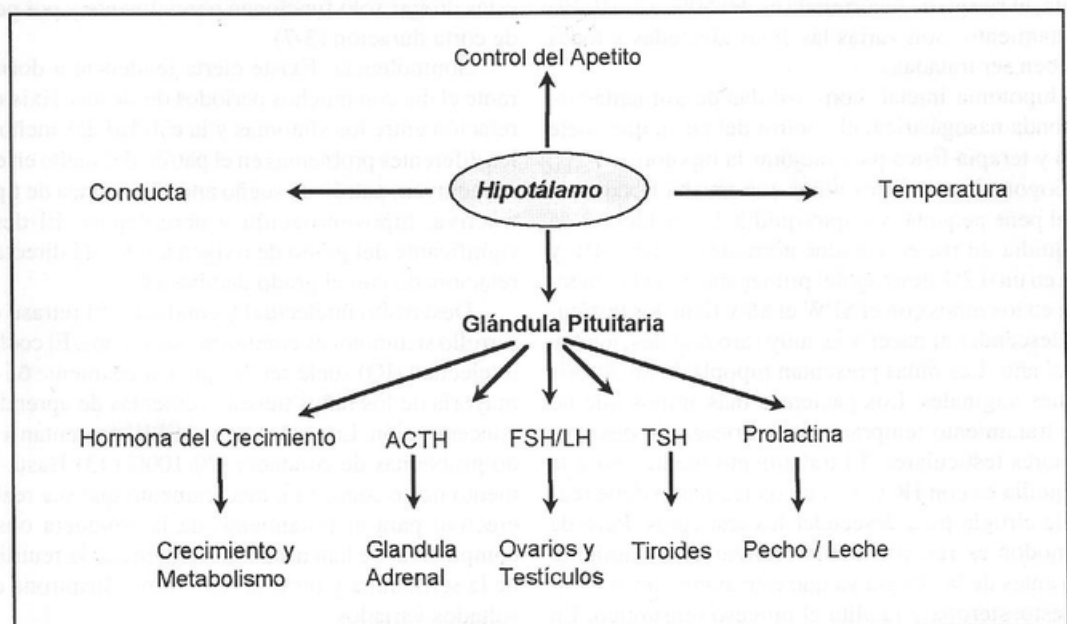 Control del Apetito
Conducta
Hipotálamo
Temperatura
Glándula Pituitaria
Hormona del Crecimiento
ACTH
FSH/LH
TSH
Prolactina
Crecimiento y
Metabolismo
Glandula
Adrenal
Ovarios y
Testículos
Tiroides
Pecho / Leche